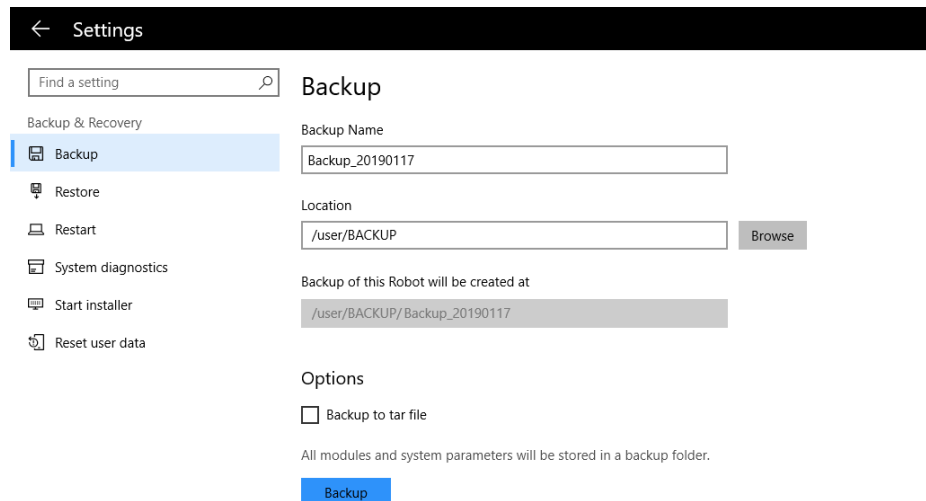 Settings
Find a setting
Backup & Recovery
Backup
Restore
Restart
System diagnostics
Start installer
Reset user data
Backup
Backup Name
Backup_20190117
Location
/user/BACKUP
Browse
Backup of this Robot will be created at
/user/BACKUP/Backup_20190117
Options
Backup to tar file
All modules and system parameters will be stored in a backup folder.
Backup